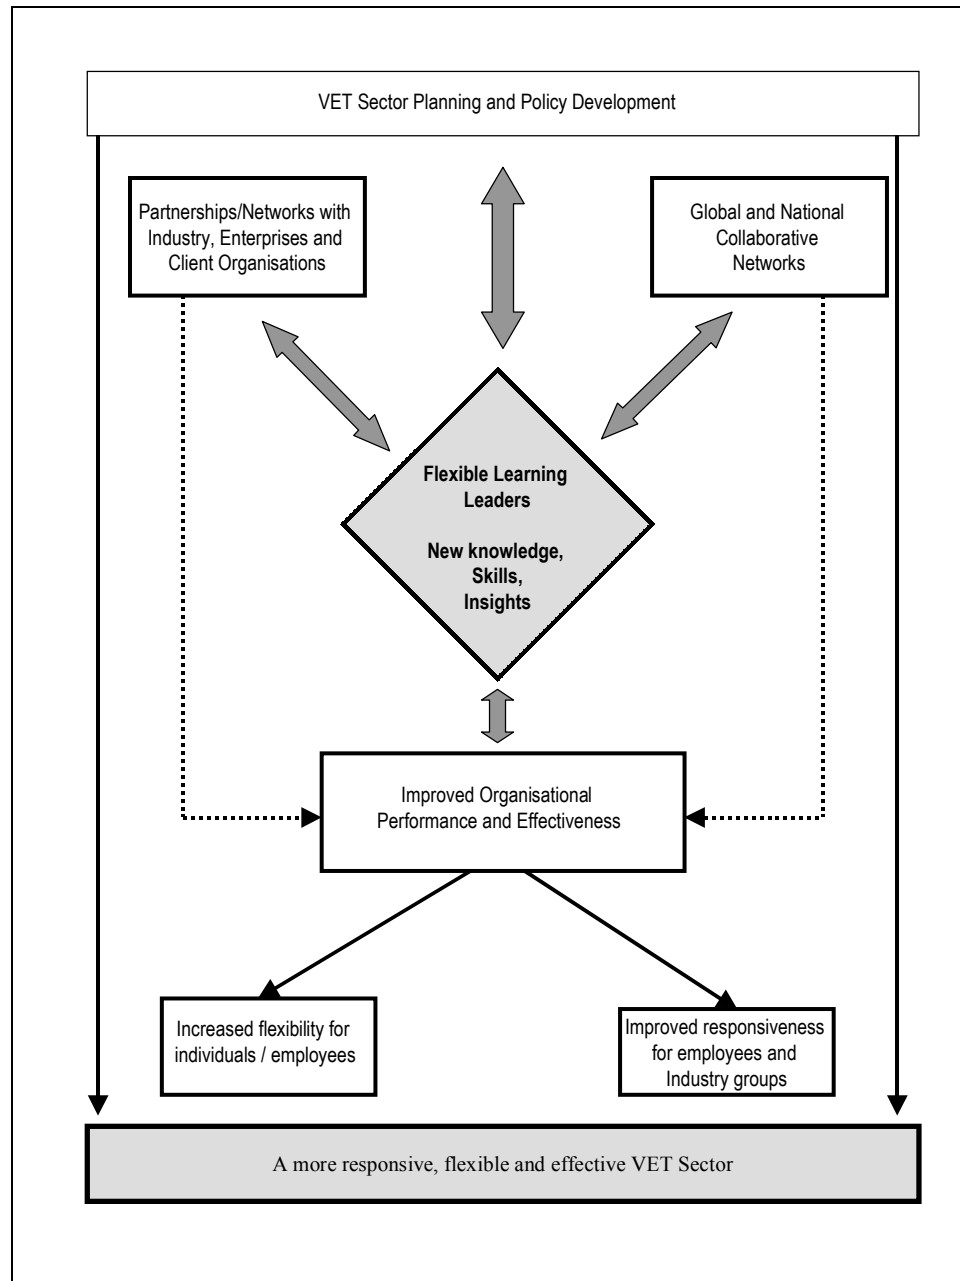 VET Sector Planning and Policy Development
Partnerships/Networks with
Industry, Enterprises and
Client Organisations
Global and National
Collaborative
Networks
Flexible Learning
Leaders
New knowledge,
Skills,
Insights
Improved Organisational
Performance and Effectiveness
Increased flexibility for
individuals / employees
Improved responsiveness
for employees and
Industry groups
A more responsive, flexible and effective VET Sector